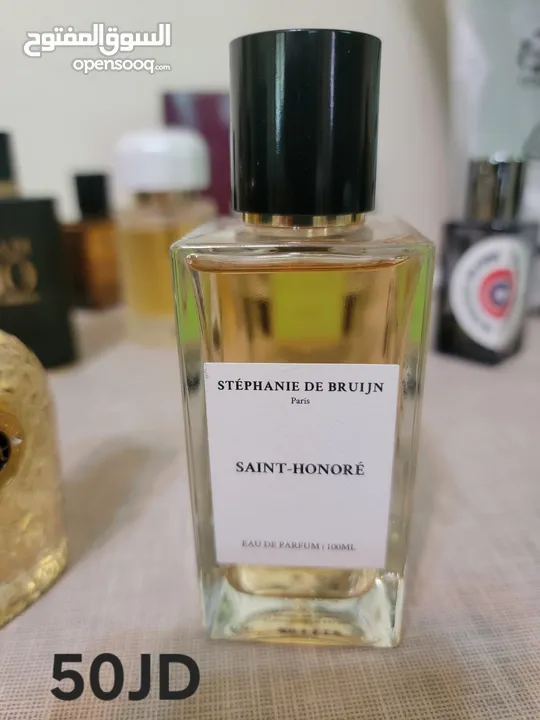 السوق المفتوح
opensooq.com
STÉPHANIE DE BRUIJN
Paris
SAINT-HONORÉ
EAU DE PARFUM | 100ML
50JD